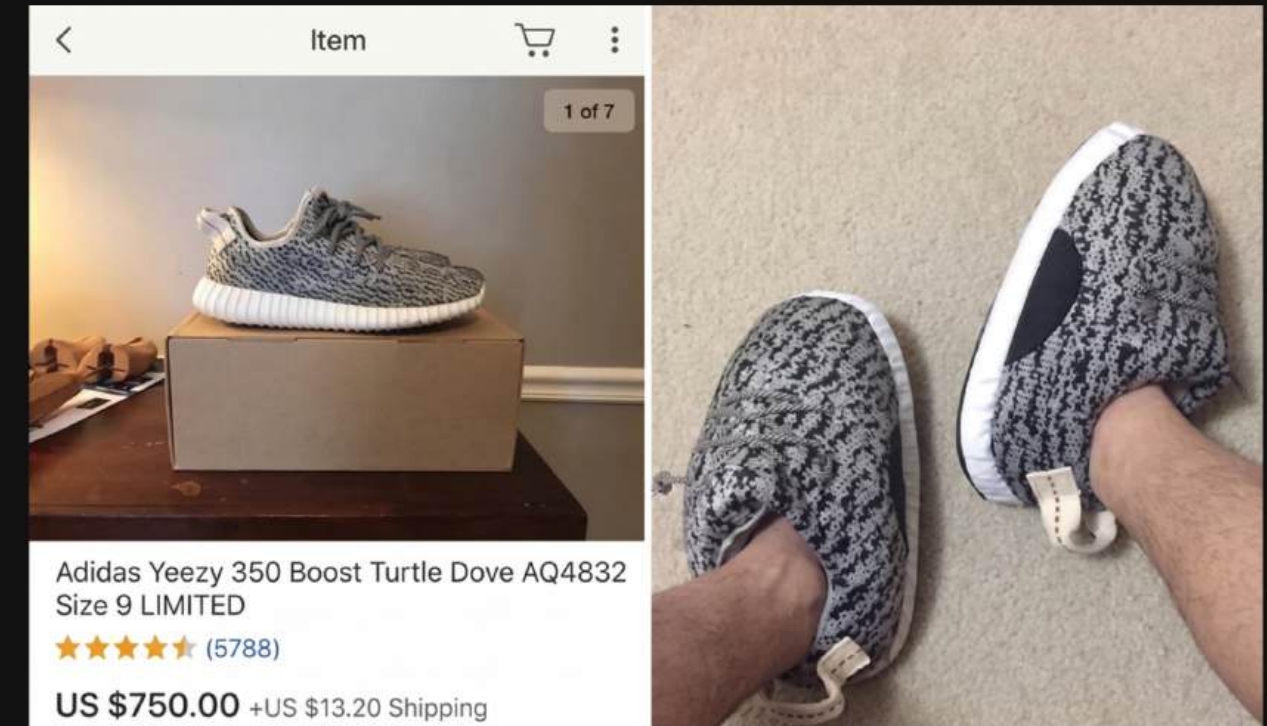 Item
1 of 7
Adidas Yeezy 350 Boost Turtle Dove AQ4832
Size 9 LIMITED
(5788)
US $750.00 +US $13.20 Shipping